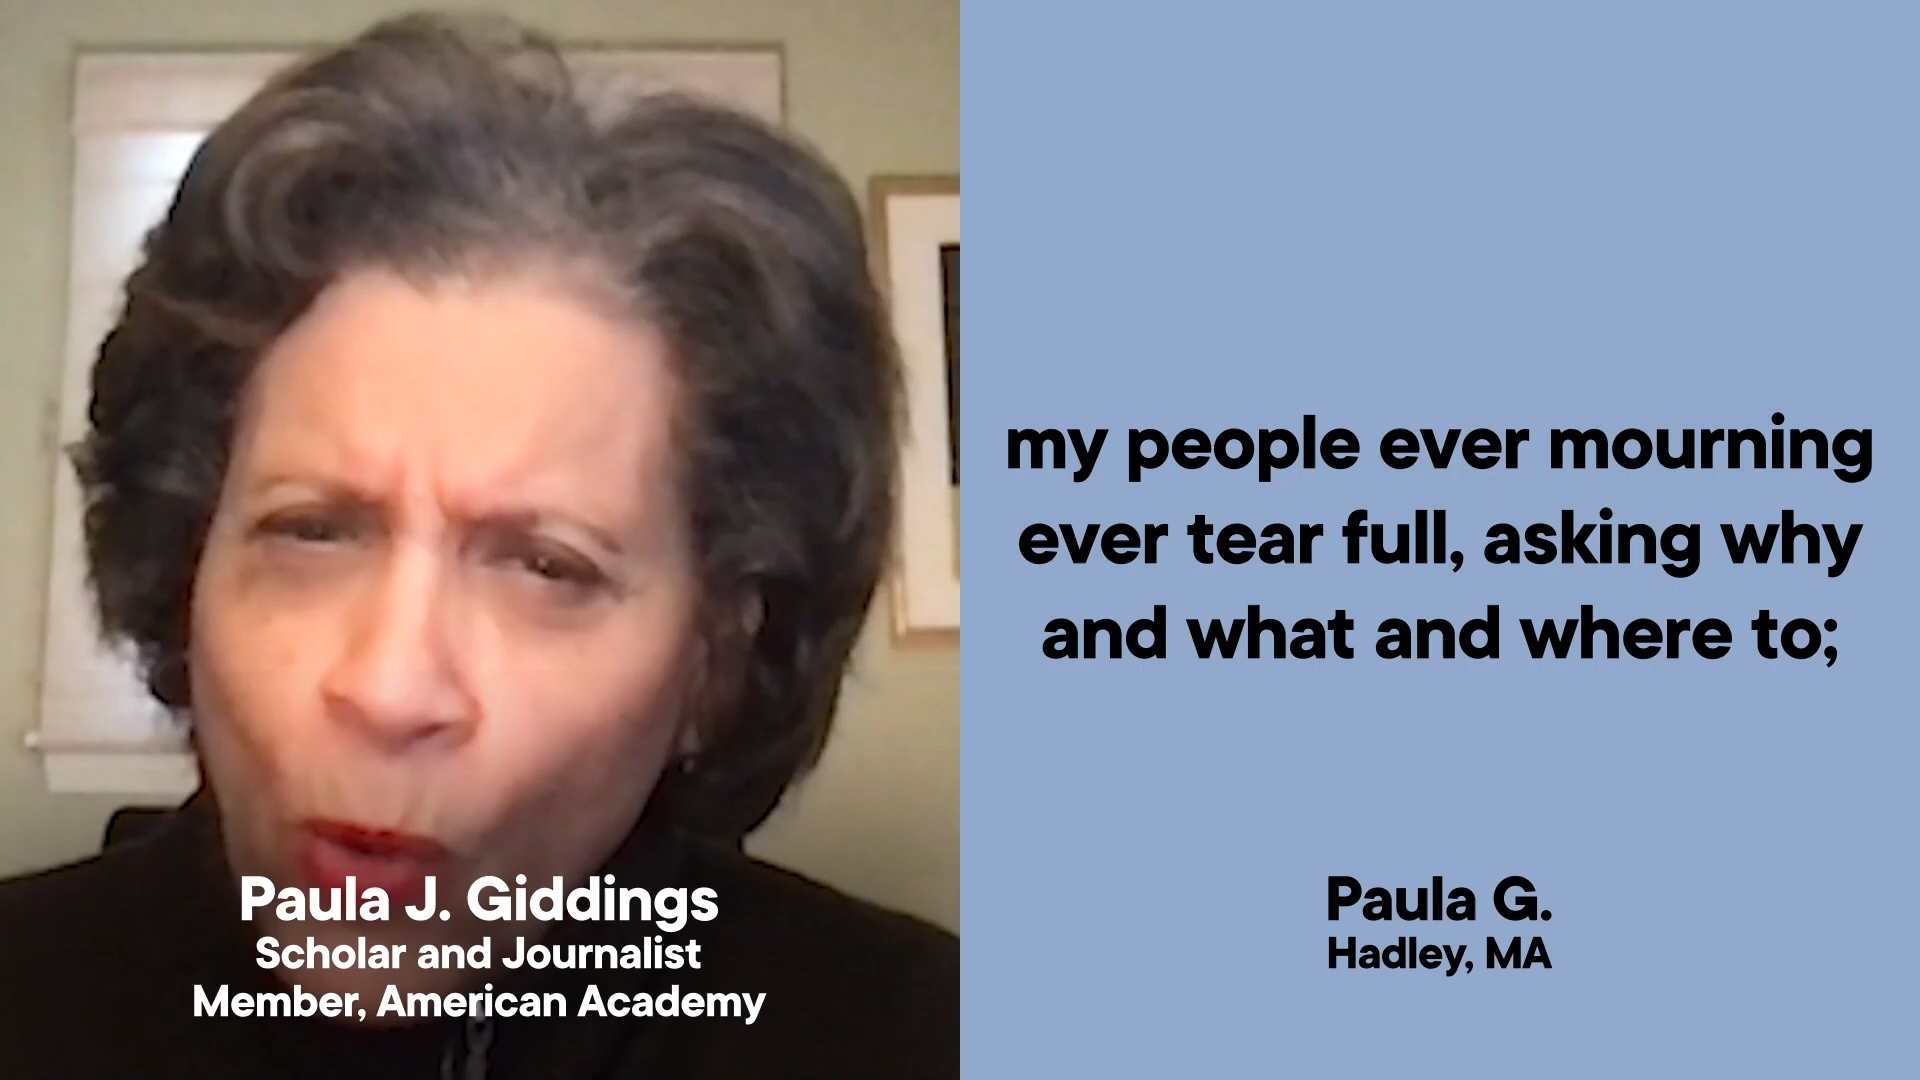 Paula J. Giddings
Scholar and Journalist
Member, American Academy
my people ever mourning
ever tear full, asking why
and what and where to;
Paula G.
Hadley, MA